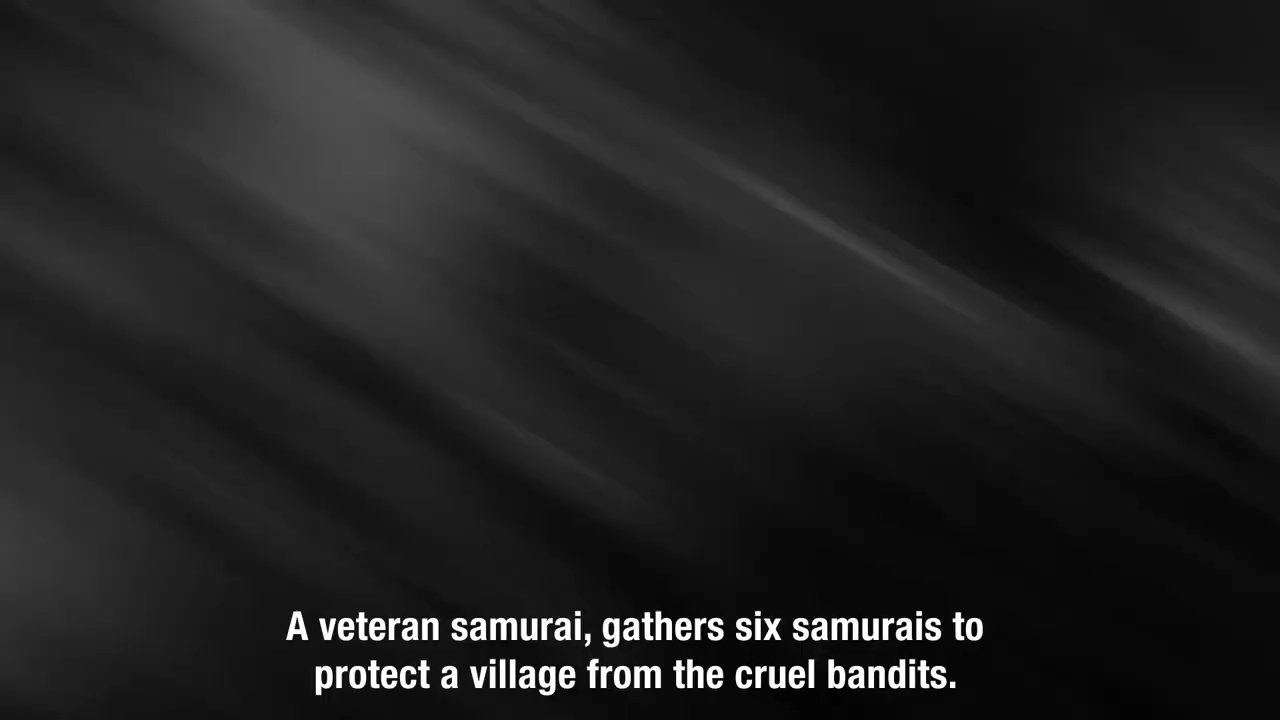 A veteran samurai, gathers six samurais to
protect a village from the cruel bandits.